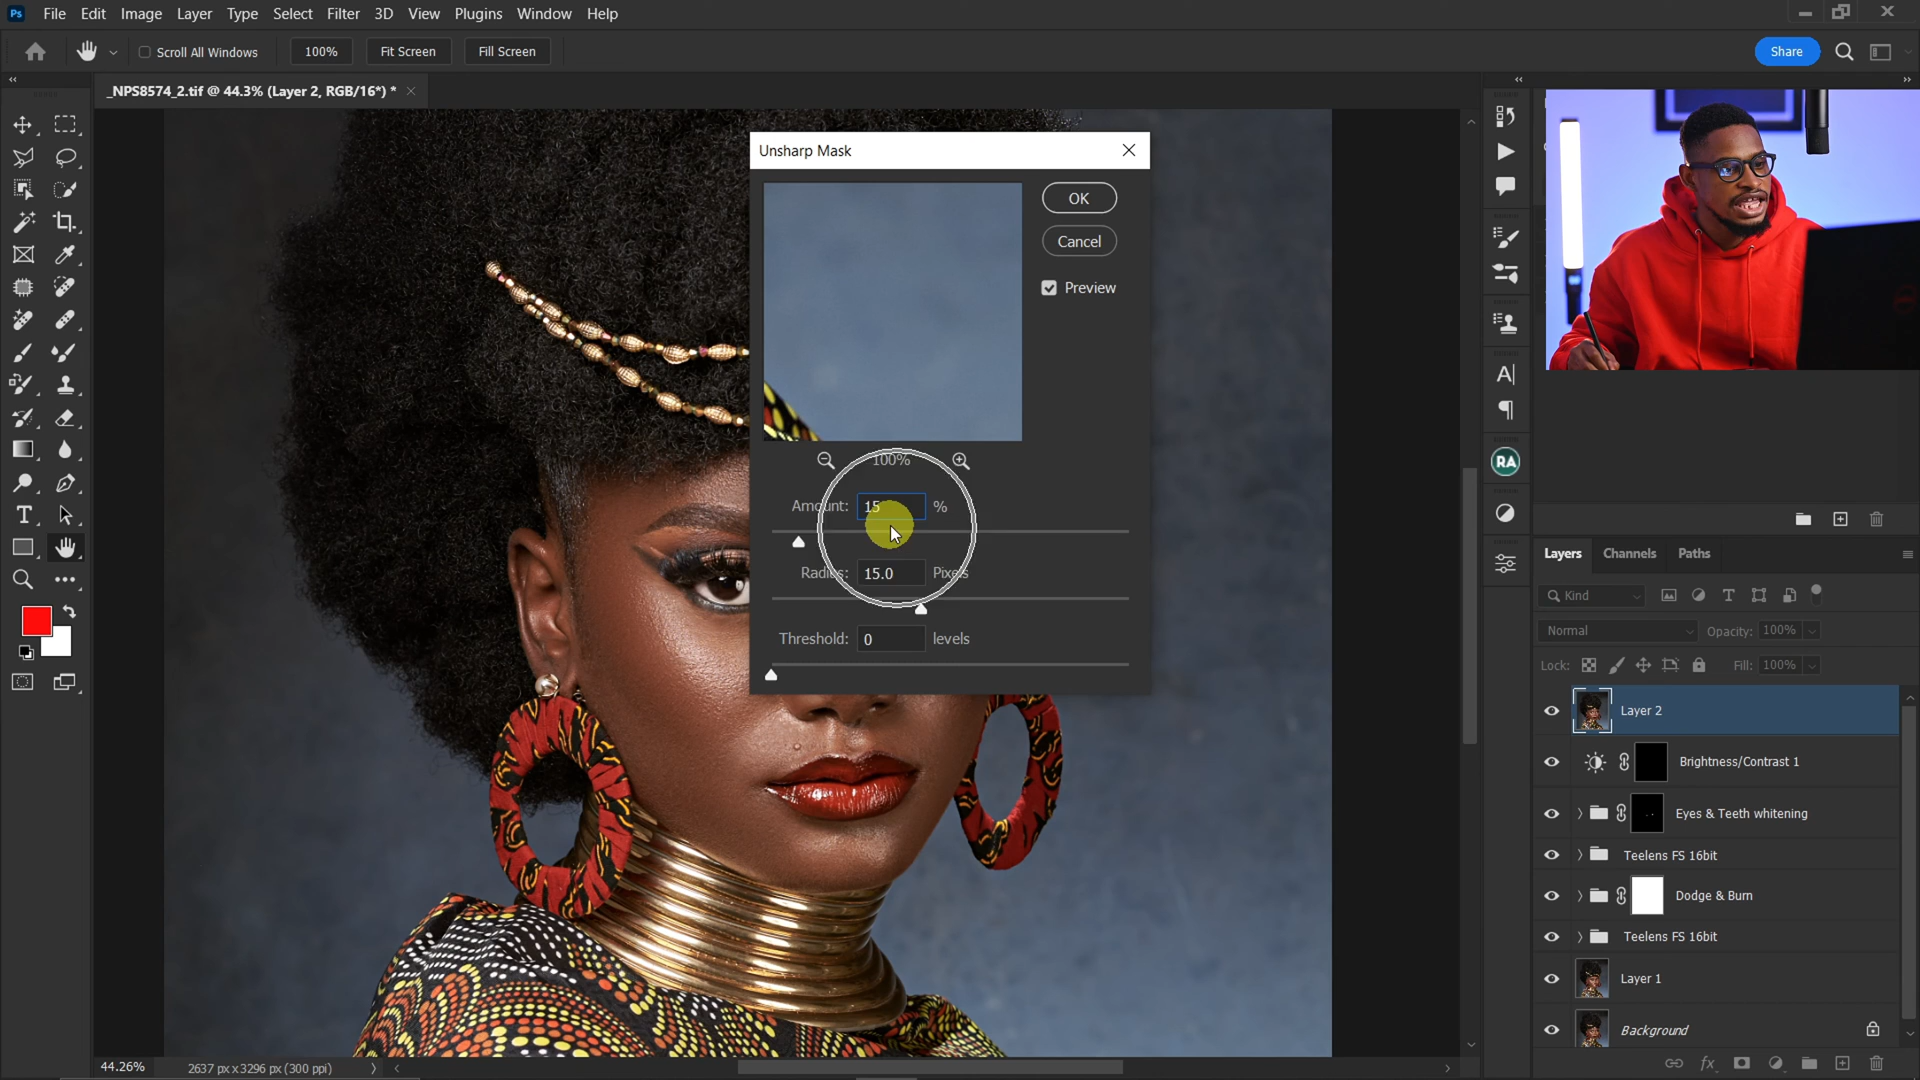 Ps File Edit Image Layer Type Select Filter 3D View Plugins Window Help
Scroll All Windows 100% Fit Screen Fill Screen Share
_NPS8574_2.tif @ 44.3% (Layer 2, RGB/16*) *
Unsharp Mask
OK
Cancel
Preview
100%
Amount: 15 %
Radius: 15.0 Pixels
Threshold: 0 levels
RA
Layers Channels Paths
Kind
Normal Opacity: 100%
Lock: Fill: 100%
Layer 2
Brightness/Contrast 1
Eyes & Teeth whitening
Teelens FS 16bit
Dodge & Burn
Teelens FS 16bit
Layer 1
Background
44.26% 2637 px x 3296 px (300 ppi)
fx